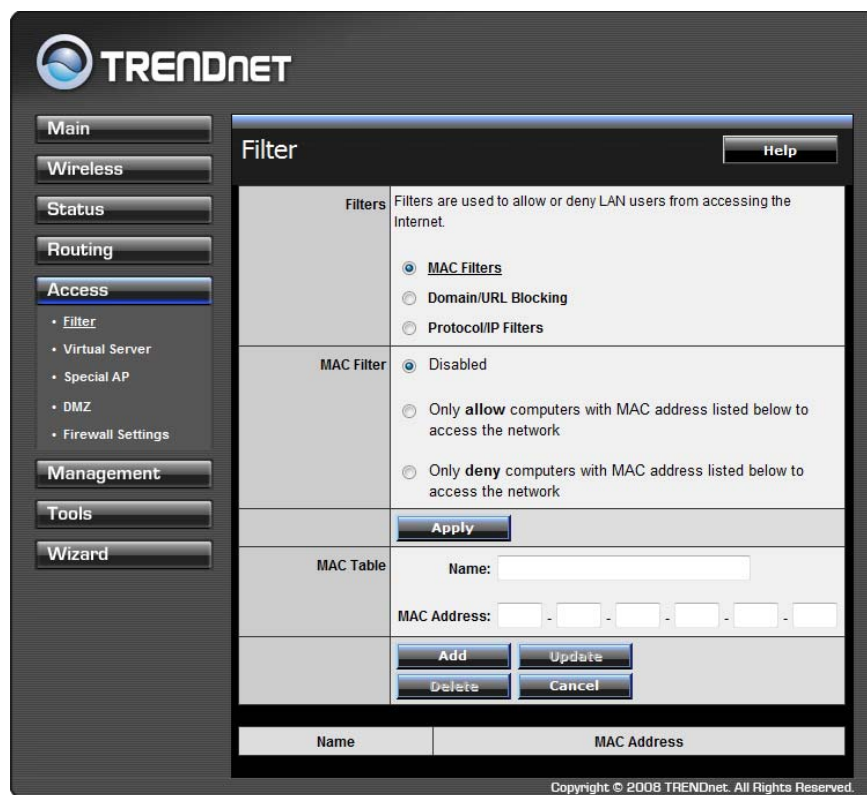 TRENDNET
Main
Wireless
Status
Routing
Access
• Filter
• Virtual Server
• Special AP
• DMZ
• Firewall Settings
Management
Tools
Wizard
Filter
Help
Filters
Filters are used to allow or deny LAN users from accessing the
Internet.
MAC Filters
Domain/URL Blocking
Protocol/IP Filters
MAC Filter
Disabled
Only allow computers with MAC address listed below to
access the network
Only deny computers with MAC address listed below to
access the network
Apply
MAC Table
Name:
MAC Address: - - - - -
Add
Update
Delete
Cancel
Name
MAC Address
Copyright © 2008 TRENDnet. All Rights Reserved.